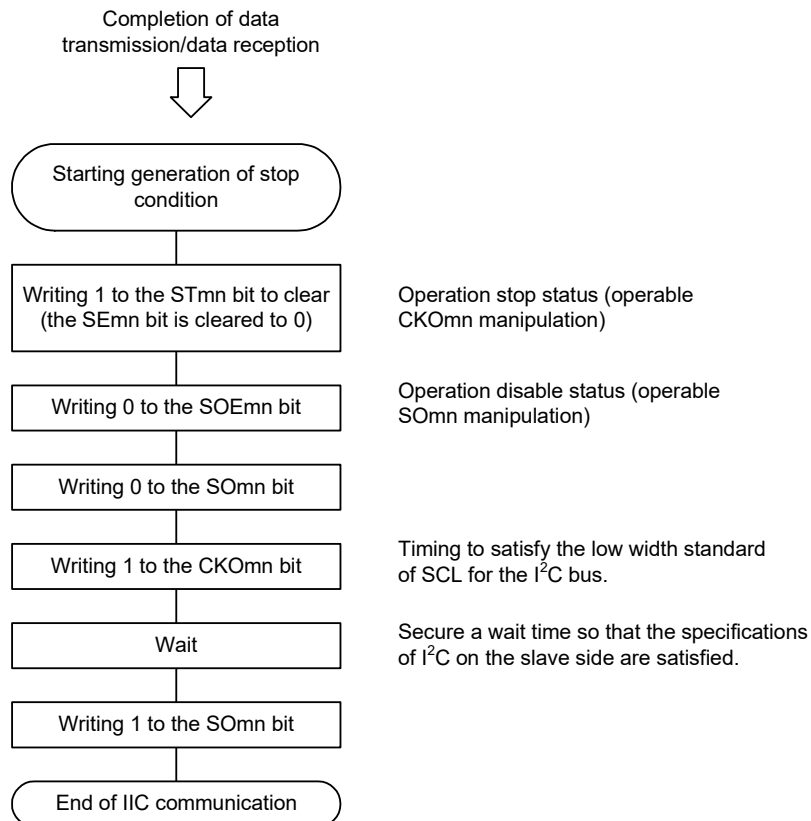 Completion of data
transmission/data reception
Starting generation of stop
condition
Writing 1 to the STmn bit to clear
(the SEmn bit is cleared to 0)
Operation stop status (operable
CKOmn manipulation)
Writing 0 to the SOEmn bit
Operation disable status (operable
SOmn manipulation)
Writing 0 to the SOmn bit
Writing 1 to the CKOmn bit
Timing to satisfy the low width standard
of SCL for the I²C bus.
Wait
Secure a wait time so that the specifications
of I²C on the slave side are satisfied.
Writing 1 to the SOmn bit
End of IIC communication